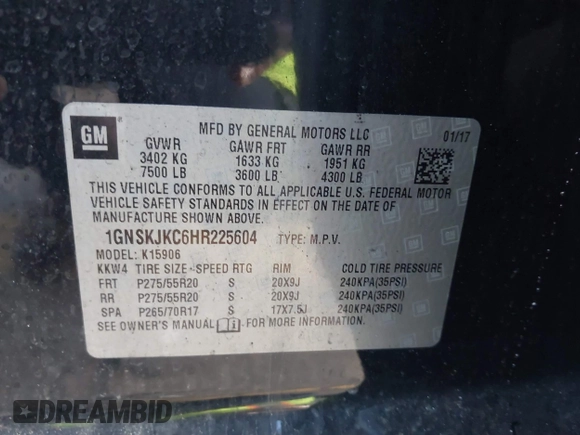 GM
MFD BY GENERAL MOTORS LLC 01/17
GVWR GAWR FRT GAWR RR
3402 KG 1633 KG 1951 KG
7500 LB 3600 LB 4300 LB
THIS VEHICLE CONFORMS TO ALL APPLICABLE U.S. FEDERAL MOTOR
VEHICLE SAFETY STANDARDS IN EFFECT ON THE DATE OF
MANUFACTURE SHOWN ABOVE.
1GNSKJKC6HR225604 TYPE: M.P.V.
MODEL: K15906
KKW4 TIRE SIZE - SPEED RTG RIM COLD TIRE PRESSURE
FRT P275/55R20 S 20X9J 240KPA(35PSI)
RR P275/55R20 S 20X9J 240KPA(35PSI)
SPA P265/70R17 S 17X7.5J 240KPA(35PSI)
SEE OWNER'S MANUAL FOR MORE INFORMATION.
DREAMBID